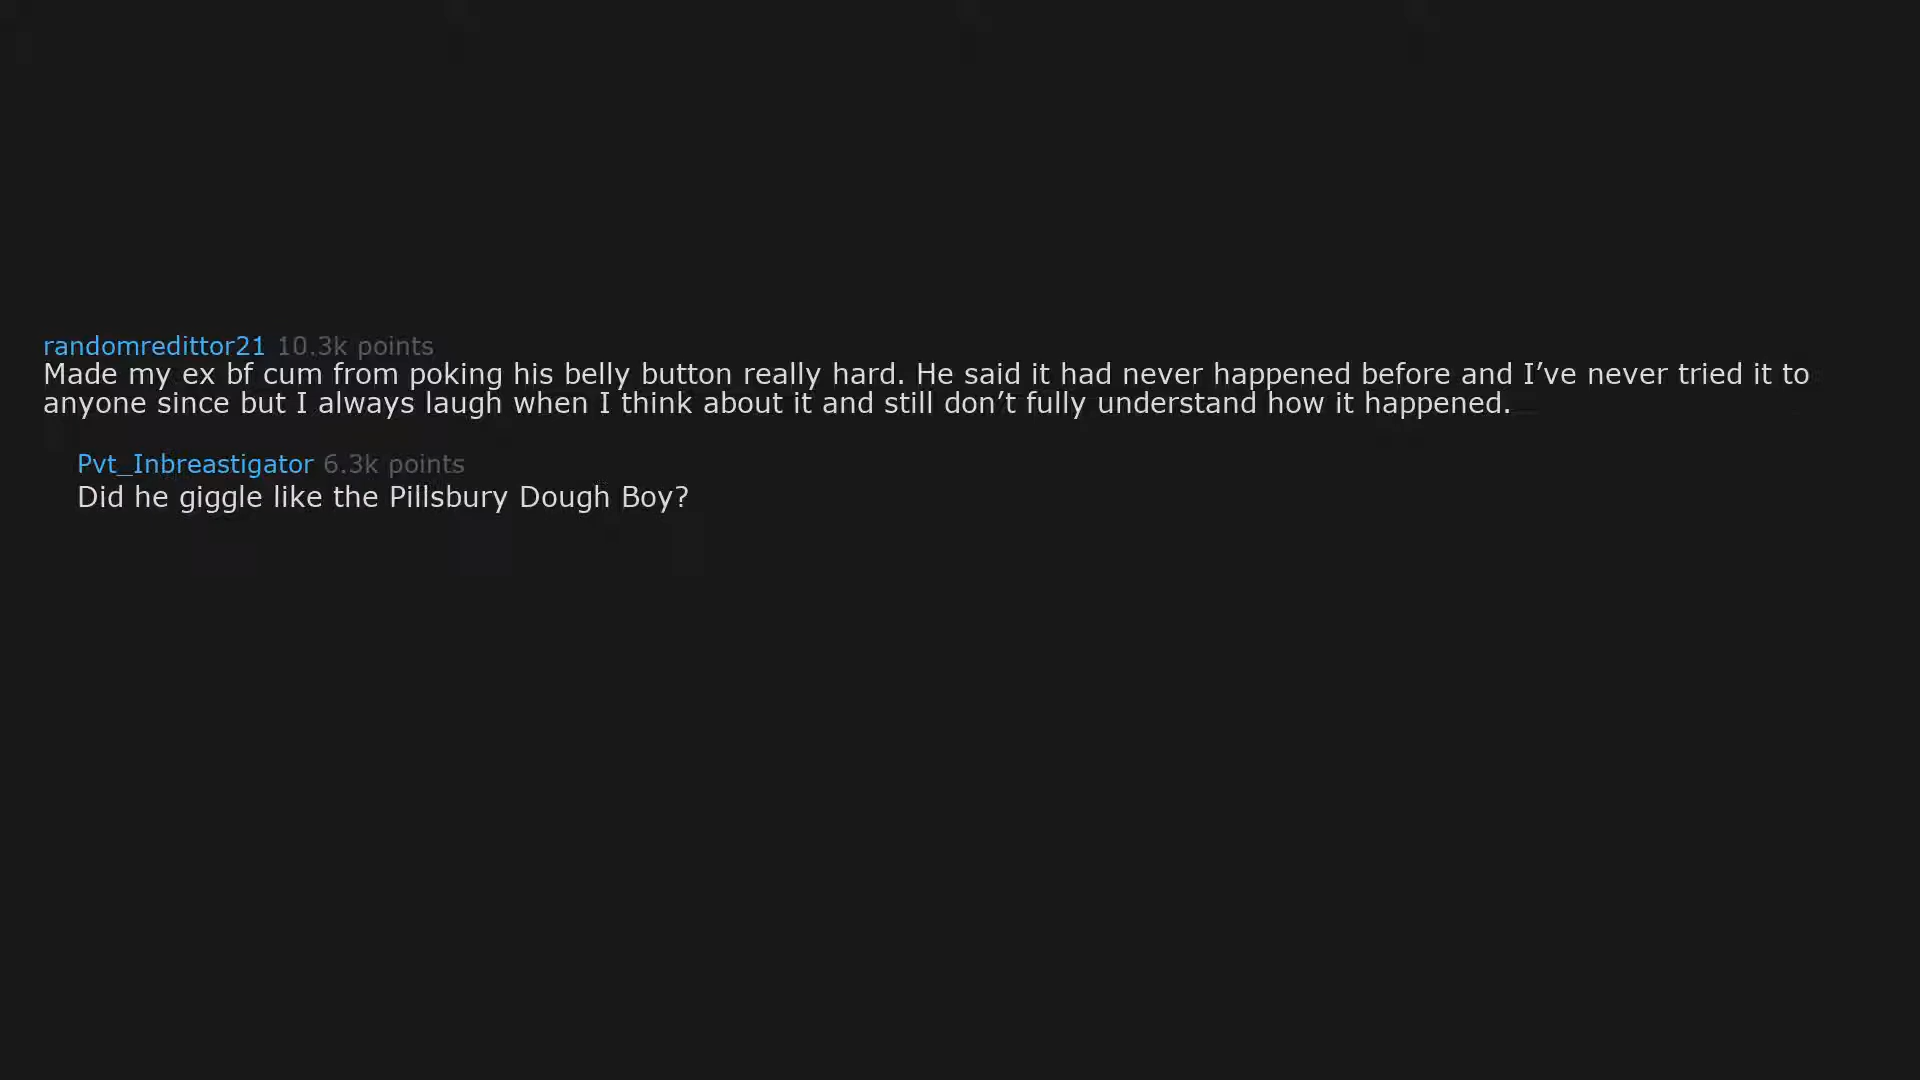 randomredittor21 10.3k points
Made my ex bf cum from poking his belly button really hard. He said it had never happened before and I’ve never tried it to
anyone since but I always laugh when I think about it and still don’t fully understand how it happened.
Pvt_Inbreastigator 6.3k points
Did he giggle like the Pillsbury Dough Boy?